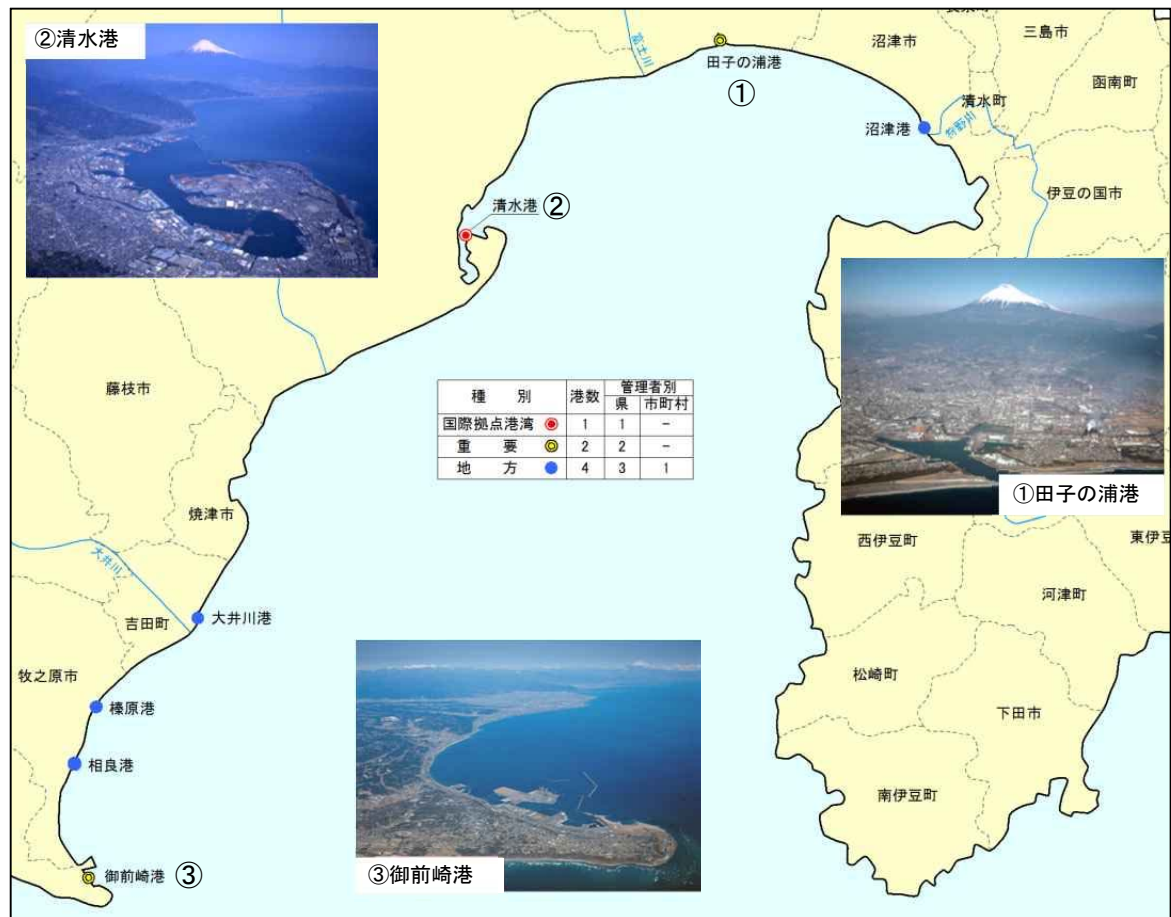 ②清水港
富士川
田子の浦港
①
沼津市
三島市
函南町
清水町
沼津港
狩野川
伊豆の国市
清水港 ②
藤枝市
種 別 港数 管理者別
県 市町村
国際拠点港湾 1 1 -
重 要 2 2 -
地 方 4 3 1
①田子の浦港
焼津市
西伊豆町
東伊豆
大井川
河津町
吉田町
大井川港
牧之原市
松崎町
榛原港
下田市
相良港
南伊豆町
③御前崎港
御前崎港 ③